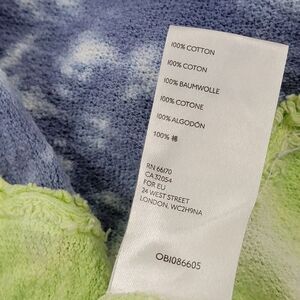 100% COTTON
100% COTON
100% BAUMWOLLE
100% COTONE
100% ALGODÓN
100% 棉
RN 66170
CA 32054
FOR EU
24 WEST STREET
LONDON, WC2H9NA
OB1086605